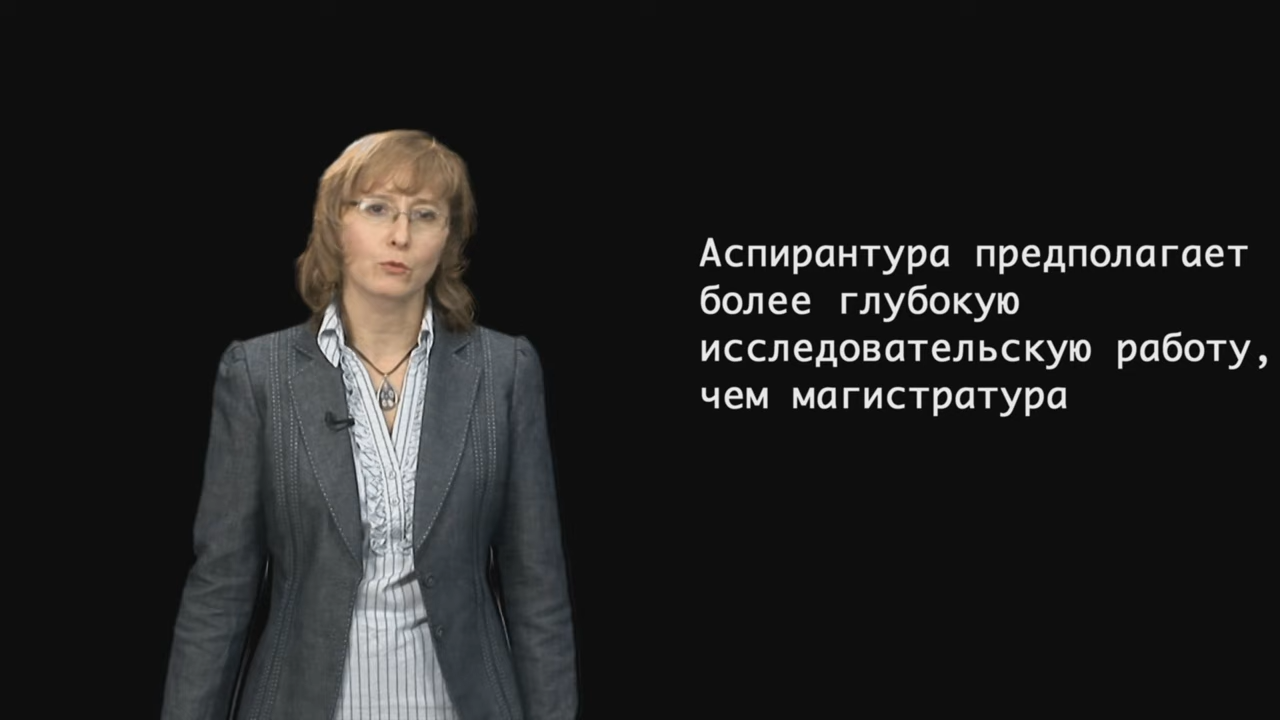 Аспирантура предполагает
более глубокую
исследовательскую работу,
чем магистратура